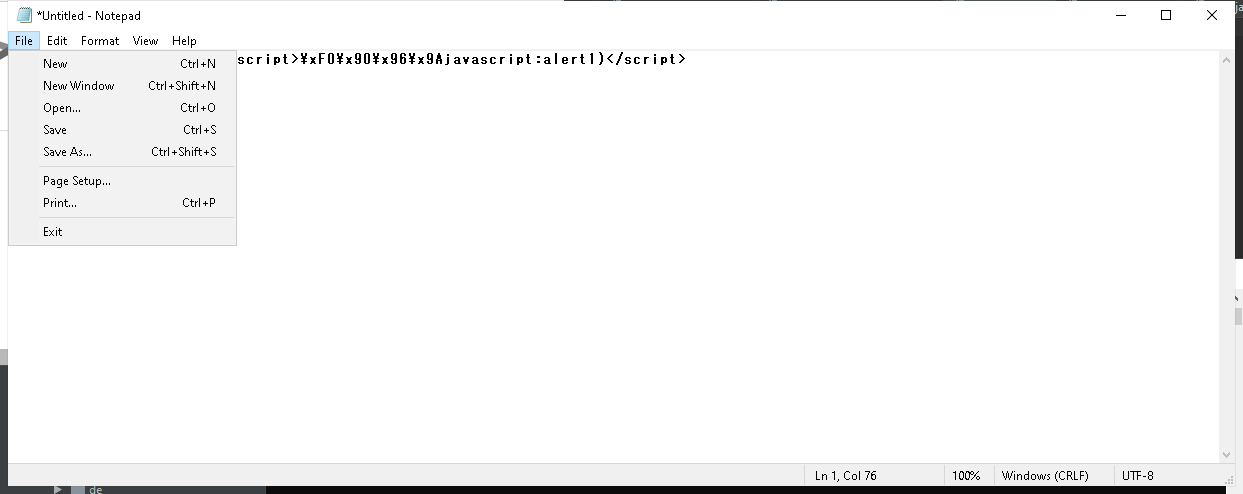 *Untitled - Notepad
File Edit Format View Help
script>¥xF0¥x90¥x96¥x9Ajavascript:alert1)</script>
New Ctrl+N
New Window Ctrl+Shift+N
Open... Ctrl+O
Save Ctrl+S
Save As... Ctrl+Shift+S
Page Setup...
Print... Ctrl+P
Exit
Ln 1, Col 76 100% Windows (CRLF) UTF-8
de